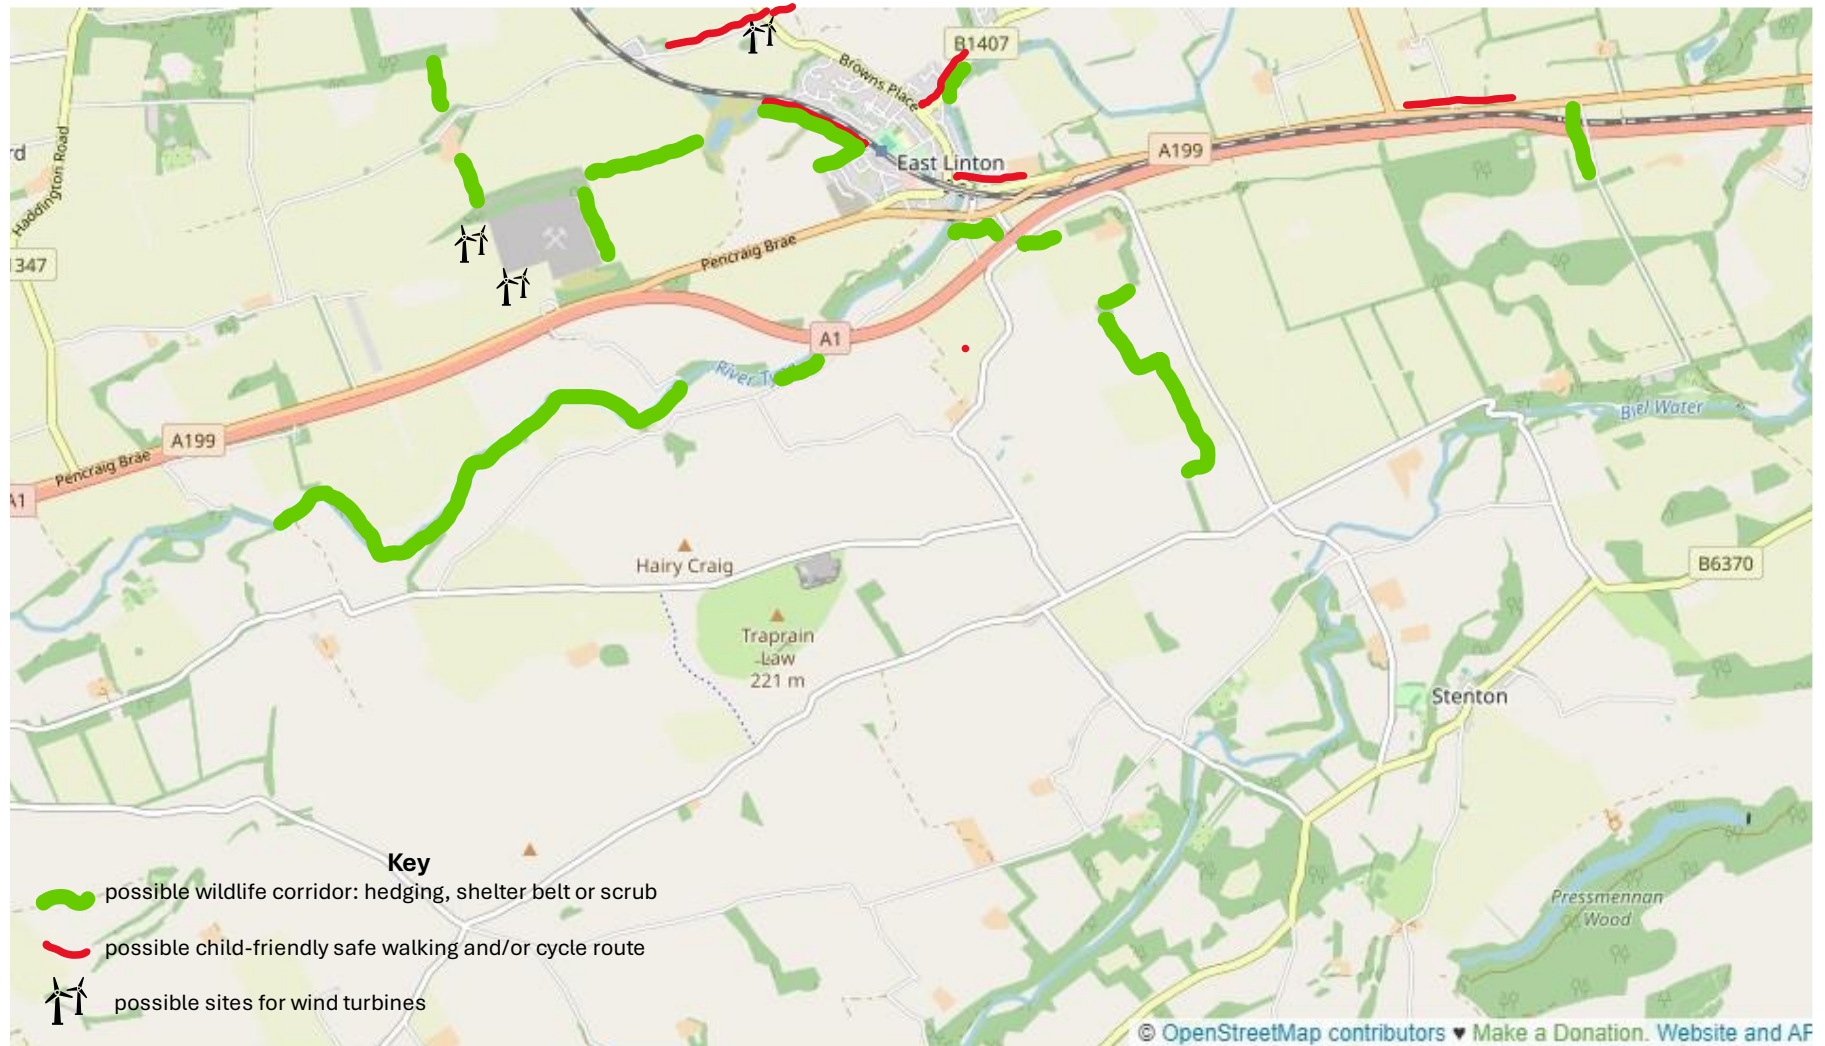 B1407
Browns Place
Haddington Road
rd
East Linton
A199
1347
Pencraig Brae
A1
River Ty
Biel Water
A199
Pencraig Brae
A1
Hairy Craig
B6370
Traprain
Law
221 m
Stenton
Key
possible wildlife corridor: hedging, shelter belt or scrub
Pressmennan
Wood
possible child-friendly safe walking and/or cycle route
possible sites for wind turbines
© OpenStreetMap contributors ♥ Make a Donation. Website and AP